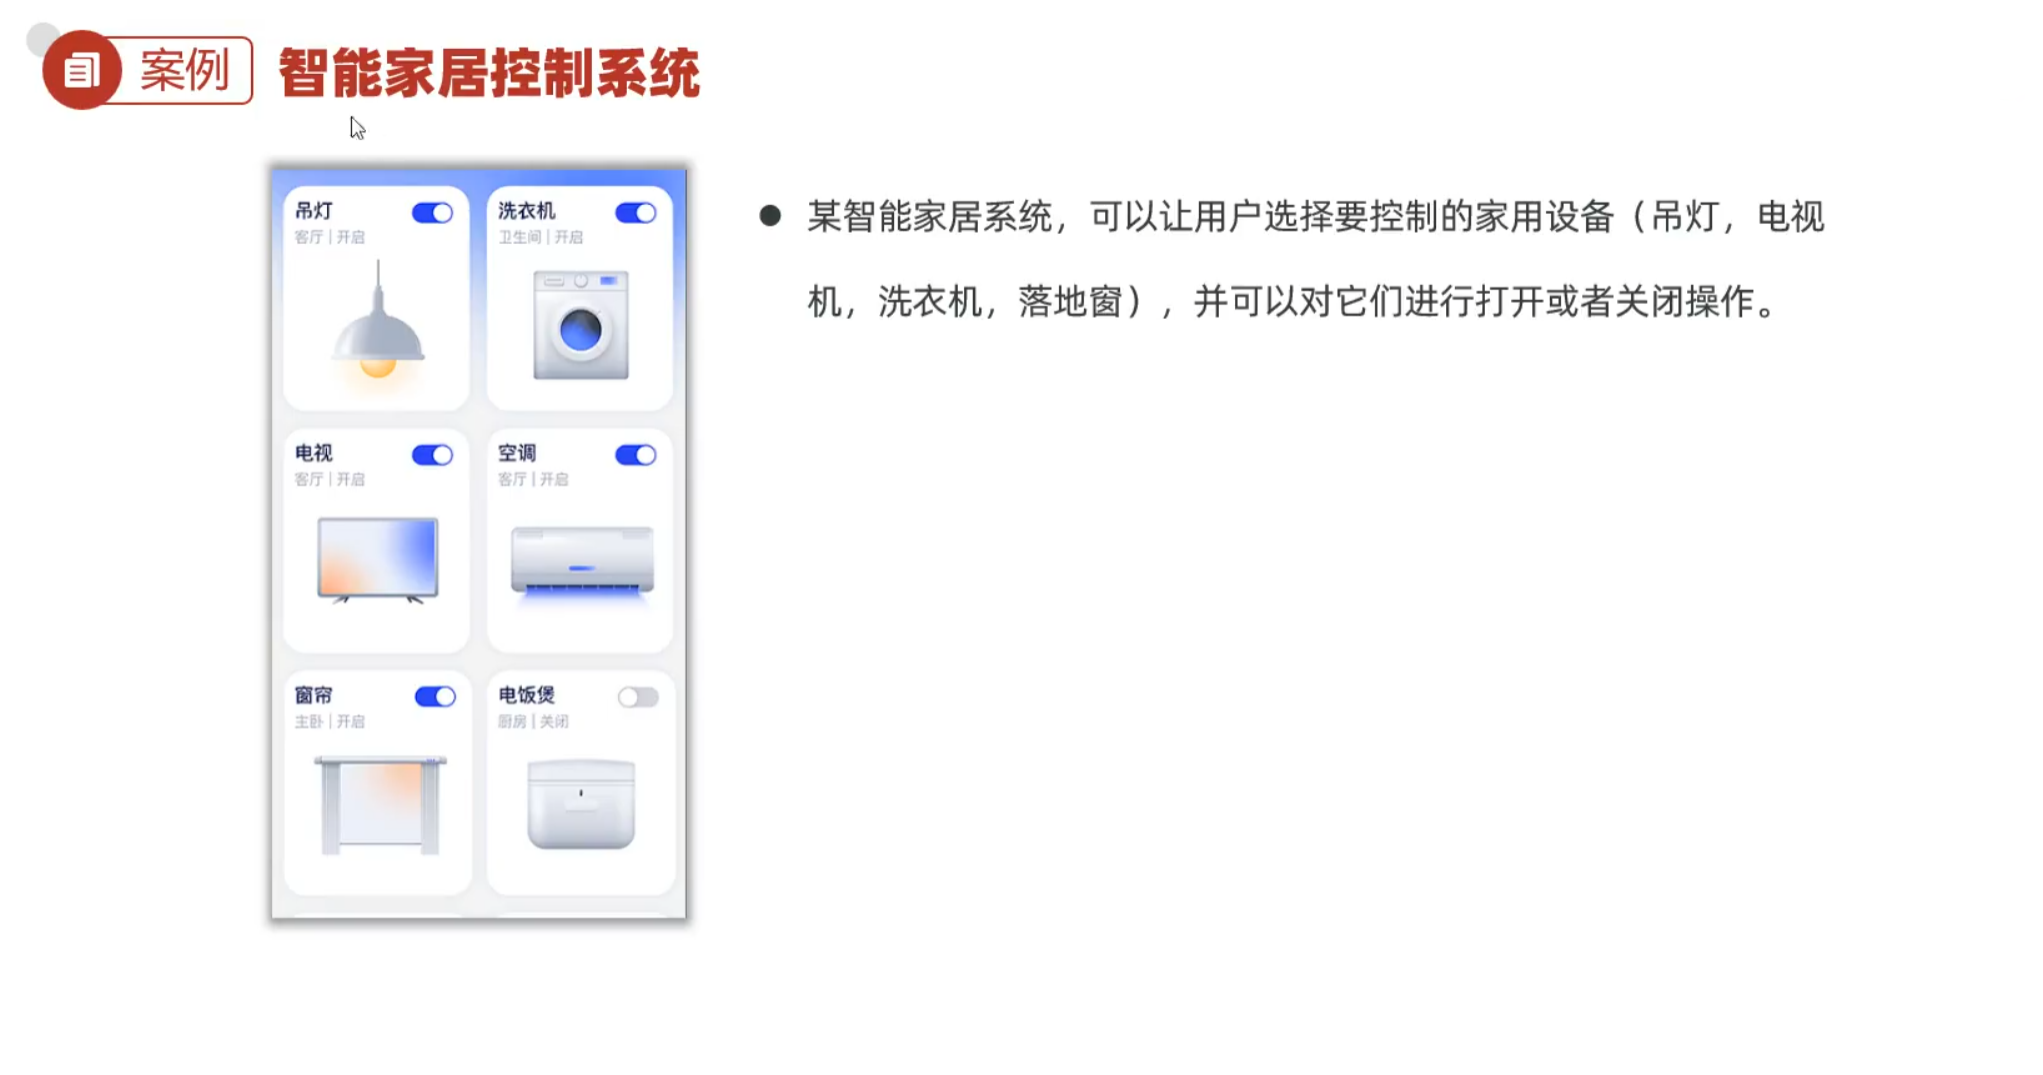 案例 智能家居控制系统
吊灯
客厅 | 开启
洗衣机
卫生间 | 开启
电视
客厅 | 开启
空调
客厅 | 开启
窗帘
主卧 | 开启
电饭煲
厨房 | 关闭
某智能家居系统，可以让用户选择要控制的家用设备（吊灯，电视
机，洗衣机，落地窗），并可以对它们进行打开或者关闭操作。